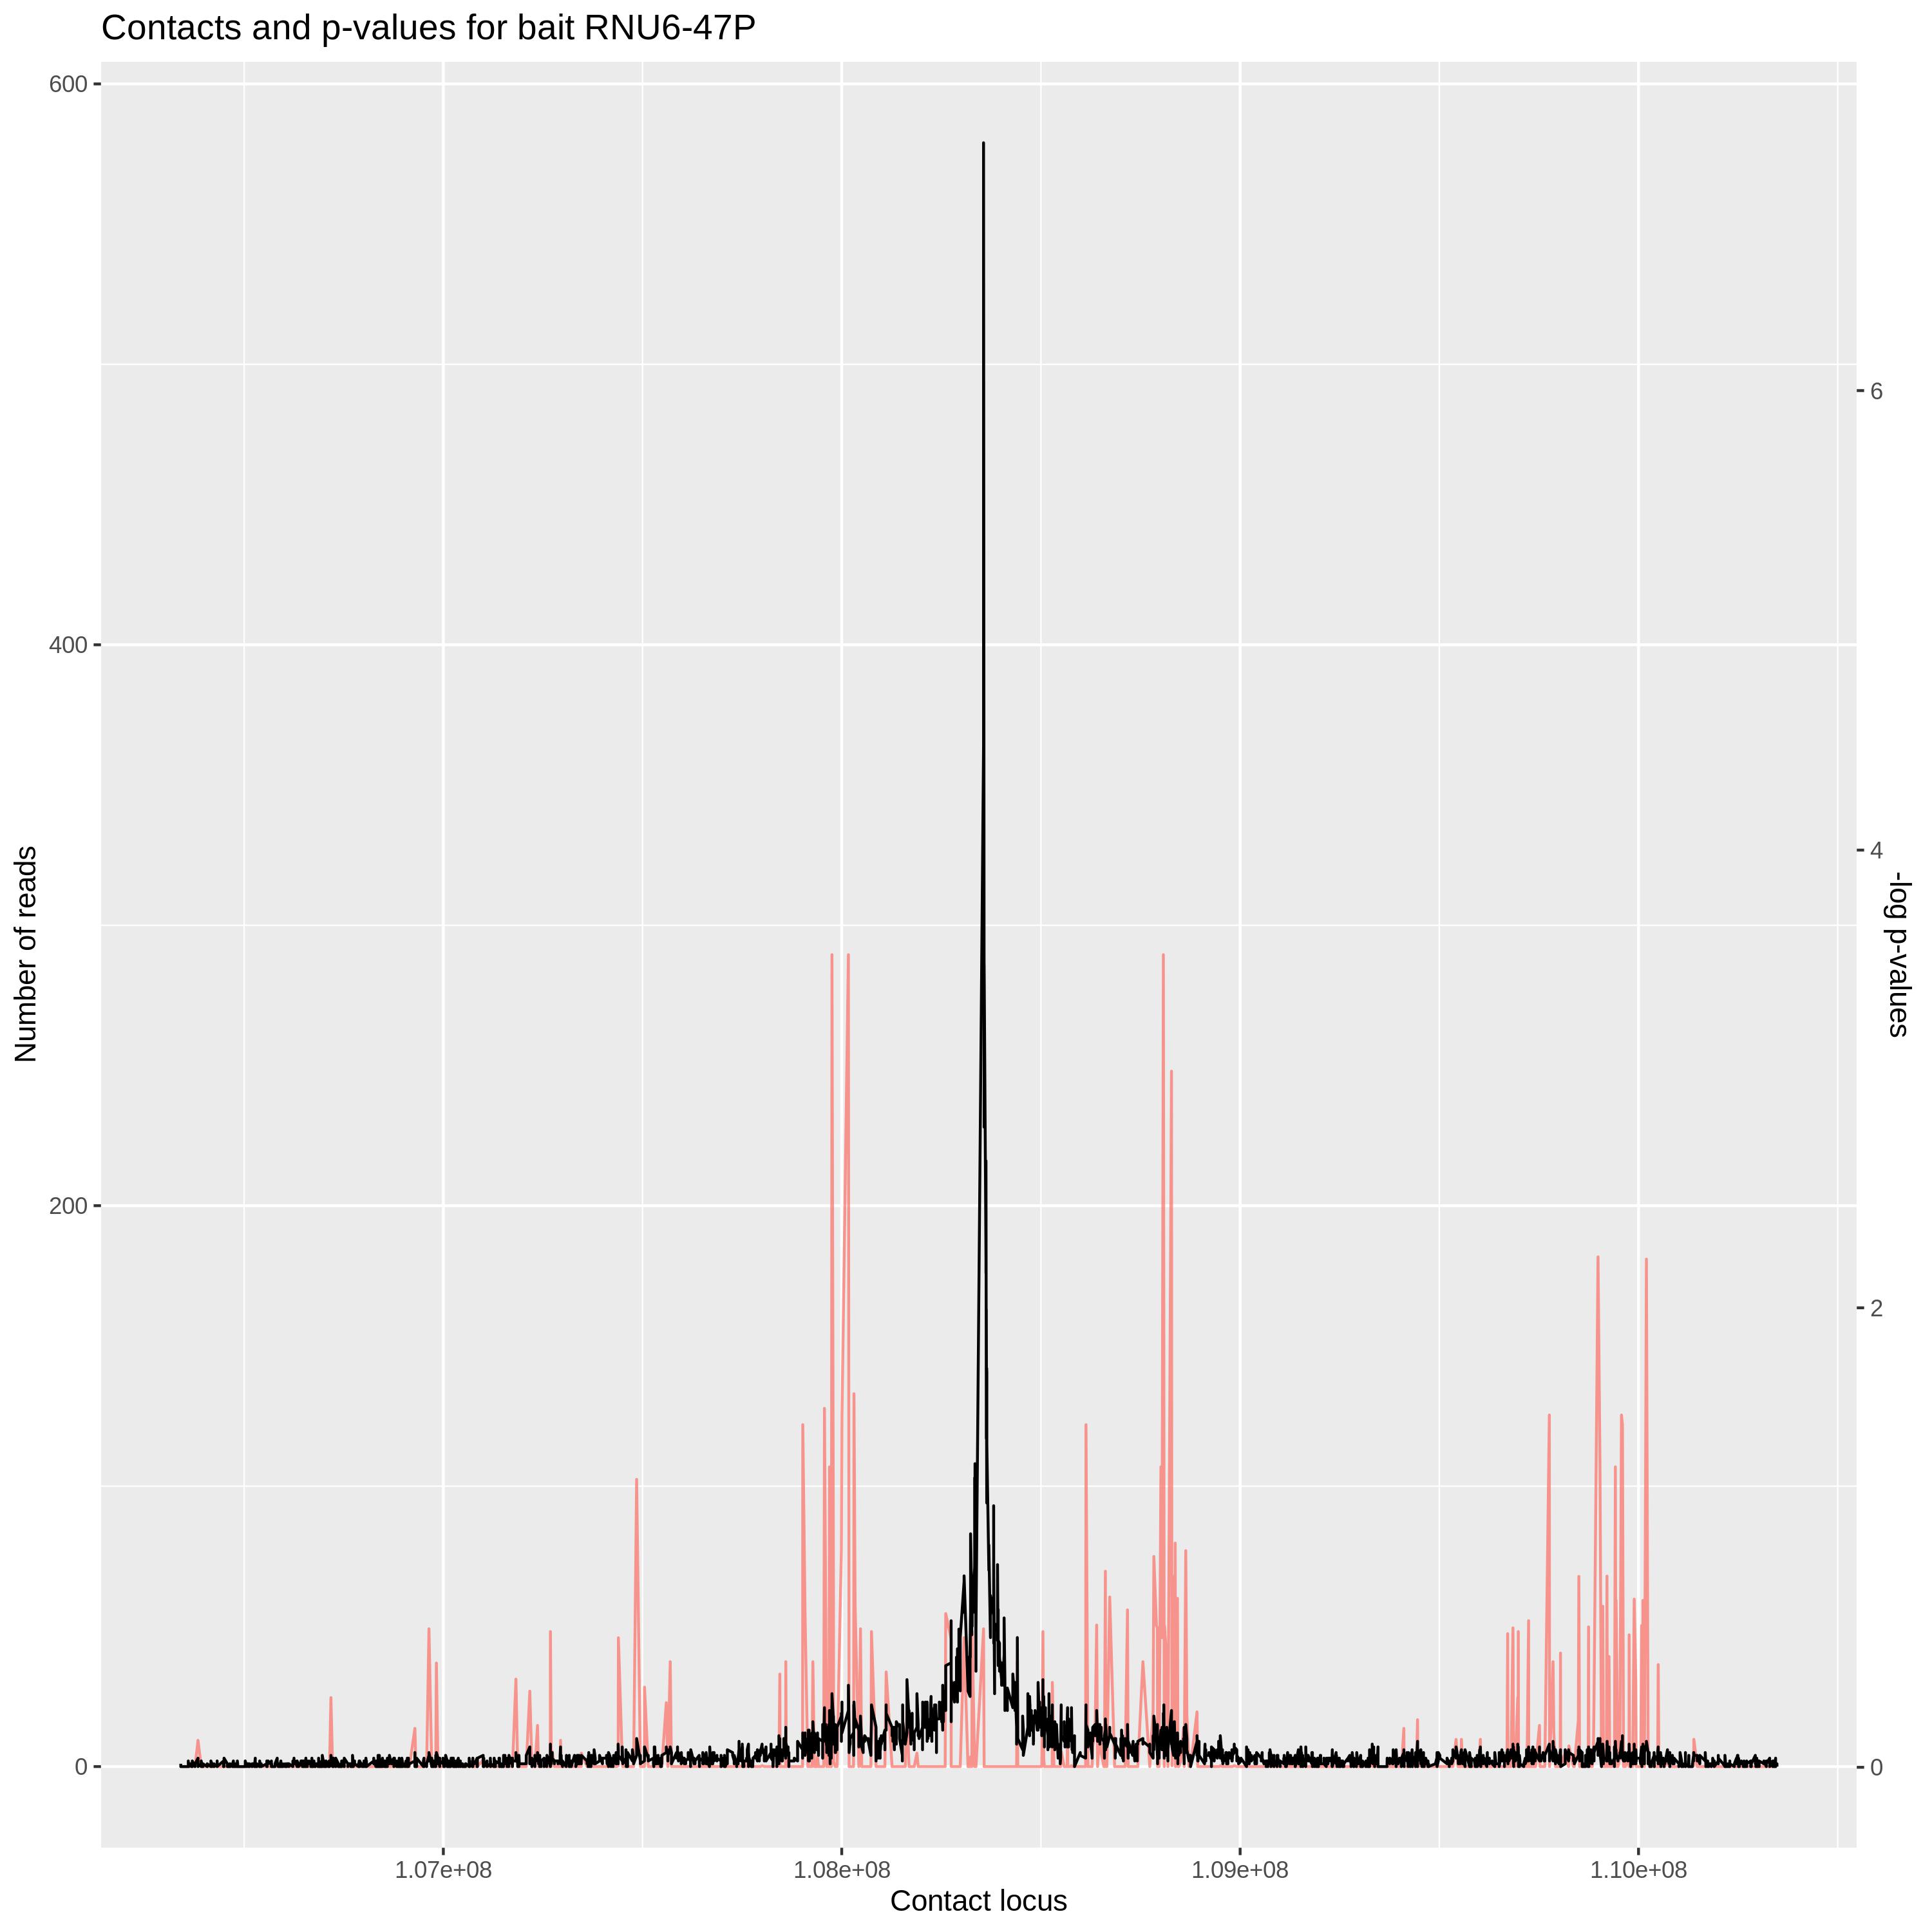 Contacts and p-values for bait RNU6-47P
600
400
200
0
Number of reads
6
4
2
0
-log p-values
1.07e+08
1.08e+08
1.09e+08
1.10e+08
Contact locus